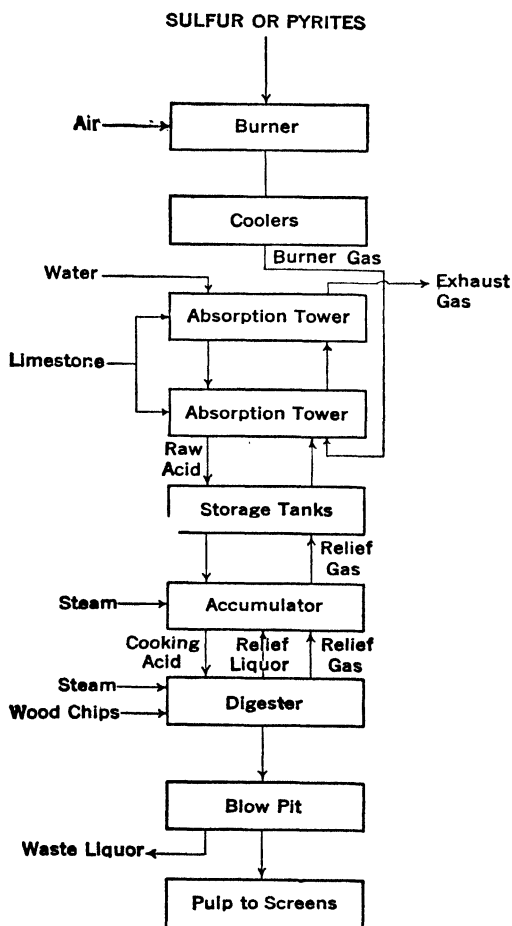 SULFUR OR PYRITES
Air
Burner
Coolers
Burner Gas
Water
Exhaust
Gas
Absorption Tower
Limestone
Absorption Tower
Raw
Acid
Storage Tanks
Relief
Gas
Steam
Accumulator
Cooking
Acid
Relief
Liquor
Relief
Gas
Steam
Wood Chips
Digester
Blow Pit
Waste Liquor
Pulp to Screens